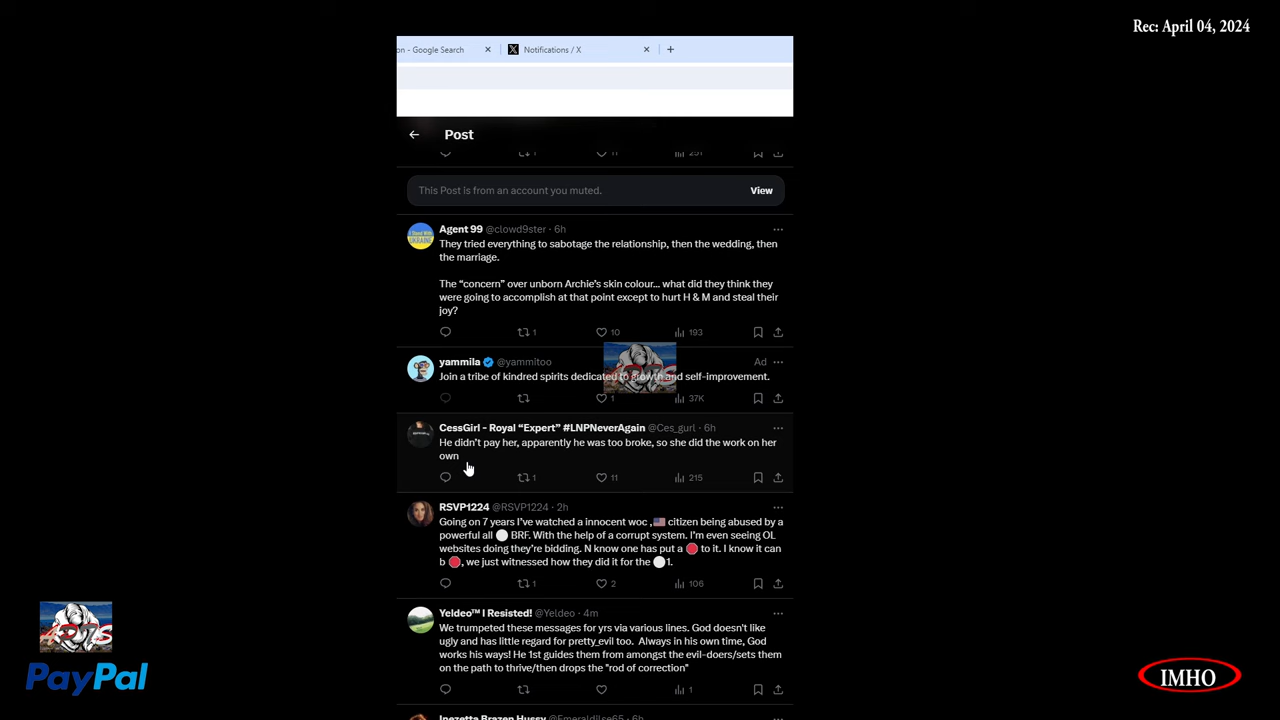 Rec: April 04, 2024
on - Google Search
Notifications / X
Post
1
11
251
This Post is from an account you muted.
View
Agent 99 @clowd9ster · 6h
They tried everything to sabotage the relationship, then the wedding, then
the marriage.
The “concern” over unborn Archie’s skin colour... what did they think they
were going to accomplish at that point except to hurt H & M and steal their
joy?
1
10
193
yammila @yammitoo
Ad
Join a tribe of kindred spirits dedicated to growth and self-improvement.
1
37K
CessGirl - Royal “Expert” #LNPNeverAgain @Ces_gurl · 6h
He didn’t pay her, apparently he was too broke, so she did the work on her
own
1
11
215
RSVP1224 @RSVP1224 · 2h
Going on 7 years I’ve watched a innocent woc , 🇺🇸 citizen being abused by a
powerful all ⚪ BRF. With the help of a corrupt system. I’m even seeing OL
websites doing they’re bidding. N know one has put a 🛑 to it. I know it can
b 🛑, we just witnessed how they did it for the ⚪1.
1
2
106
Yeldeo™ I Resisted! @Yeldeo · 4m
We trumpeted these messages for yrs via various lines. God doesn't like
ugly and has little regard for pretty_evil too. Always in his own time, God
works his ways! He 1st guides them from amongst the evil-doers/sets them
on the path to thrive/then drops the "rod of correction"
1
Inezetta Brazen Hussy @Emeraldilse65 · 6h
PayPal
IMHO